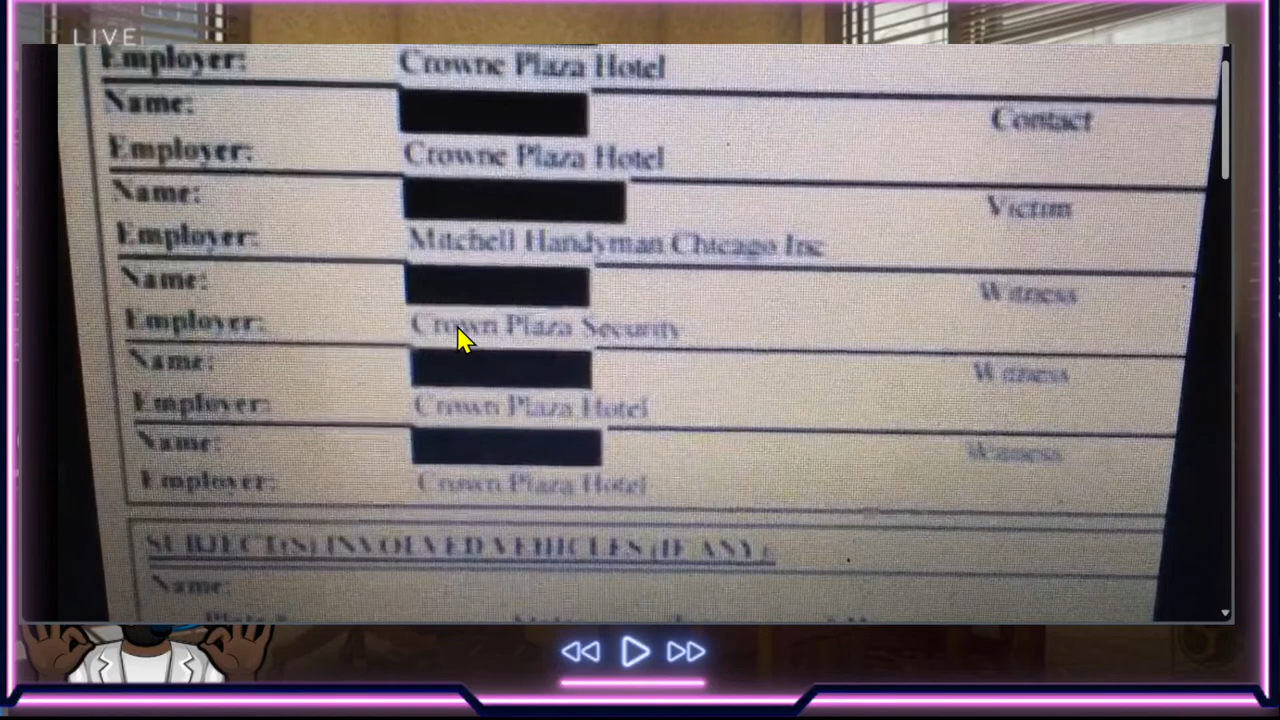 LIVE
Employer: Crowne Plaza Hotel
Name: Contact
Employer: Crowne Plaza Hotel
Name: Victim
Employer: Mitchell Handyman Chicago Inc
Name: Witness
Employer: Crown Plaza Security
Name: Witness
Employer: Crown Plaza Hotel
Name: Witness
Employer: Crown Plaza Hotel
SUBJECT(S) INVOLVED VEHICLES (IF ANY):
Name: